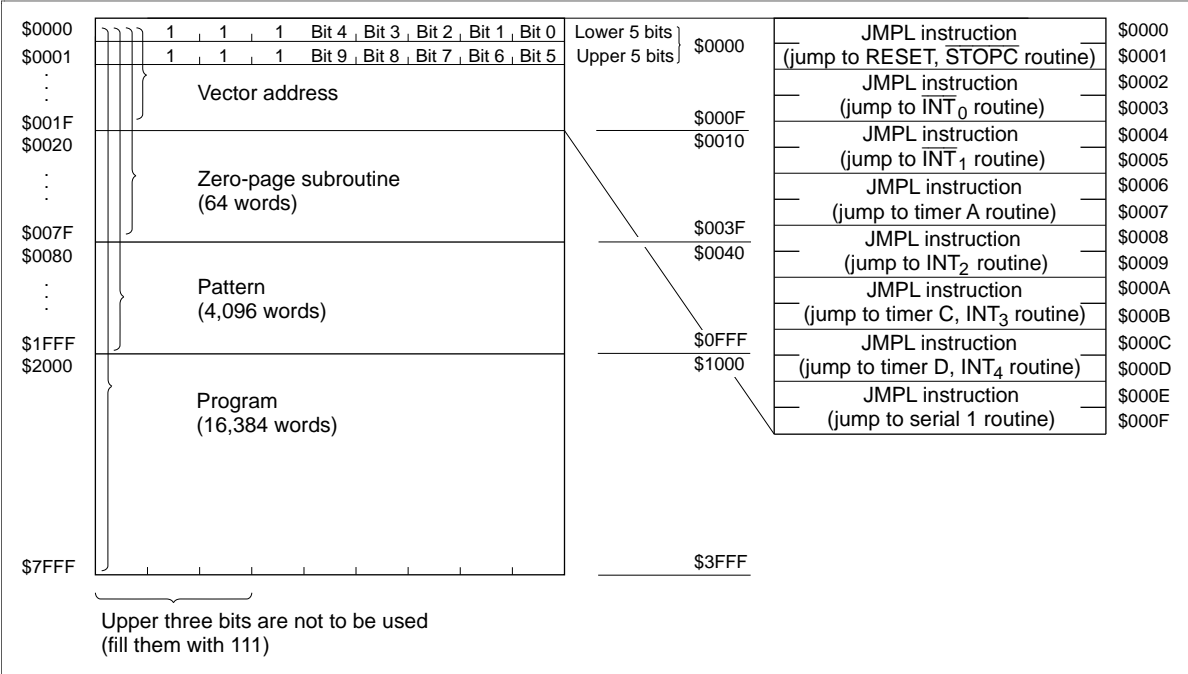 $0000 1 1 1 Bit 4 Bit 3 Bit 2 Bit 1 Bit 0 Lower 5 bits
$0001 1 1 1 Bit 9 Bit 8 Bit 7 Bit 6 Bit 5 Upper 5 bits
$0000
Vector address
$001F
$000F
$0020
$0010
Zero-page subroutine
(64 words)
$007F
$003F
$0080
$0040
Pattern
(4,096 words)
$1FFF
$0FFF
$2000
$1000
Program
(16,384 words)
$7FFF
$3FFF
Upper three bits are not to be used
(fill them with 111)
JMPL instruction $0000
(jump to RESET, STOPC routine) $0001
JMPL instruction $0002
(jump to INT0 routine) $0003
JMPL instruction $0004
(jump to INT1 routine) $0005
JMPL instruction $0006
(jump to timer A routine) $0007
JMPL instruction $0008
(jump to INT2 routine) $0009
JMPL instruction $000A
(jump to timer C, INT3 routine) $000B
JMPL instruction $000C
(jump to timer D, INT4 routine) $000D
JMPL instruction $000E
(jump to serial 1 routine) $000F